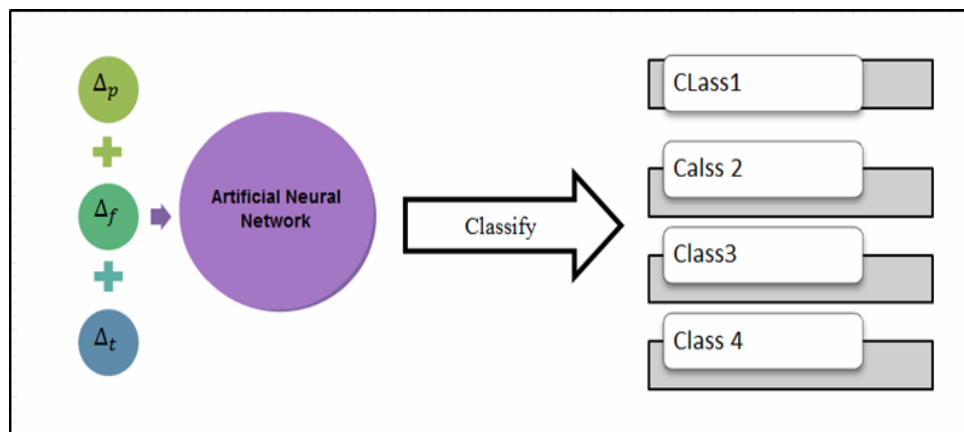 Δp
+
Δf
+
Δt
Artificial Neural
Network
Classify
CLass1
Calss 2
Class3
Class 4